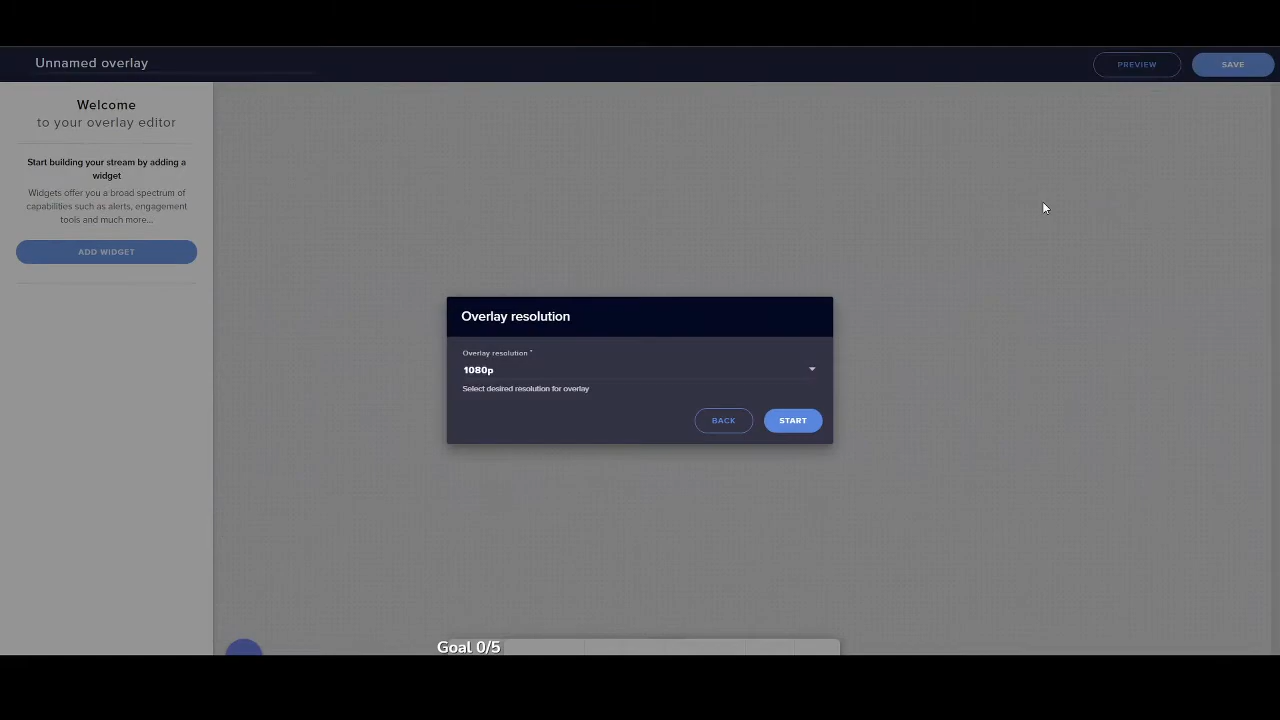 Unnamed overlay
PREVIEW
SAVE
Welcome
to your overlay editor
Start building your stream by adding a
widget
Widgets offer you a broad spectrum of
capabilities such as alerts, engagement
tools and much more...
ADD WIDGET
Overlay resolution
Overlay resolution *
1080p
Select desired resolution for overlay
BACK
START
Goal 0/5